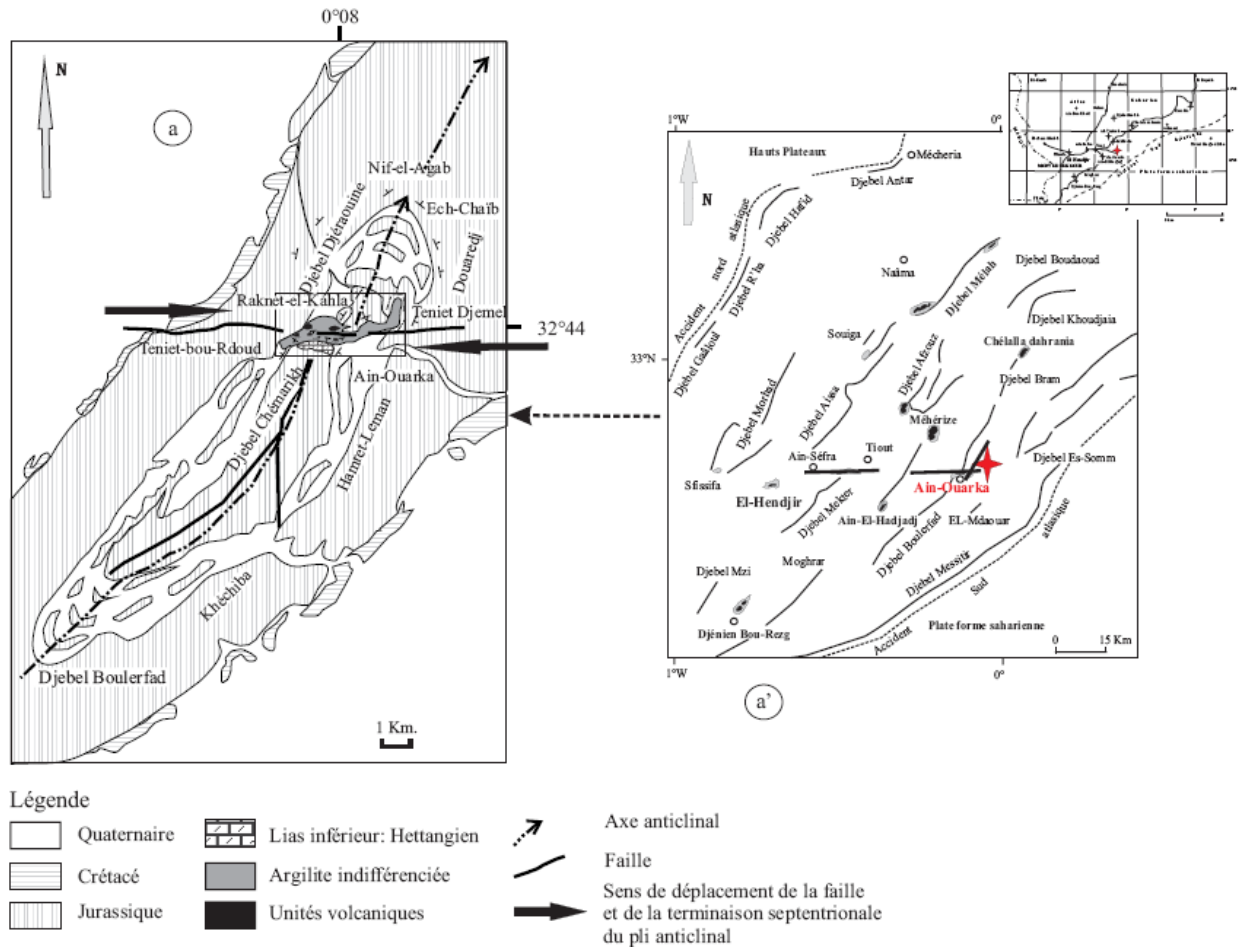 0°08
N
a
Nif-el-Agab
Ech-Chaïb
Djebel Djéraouine
Douaredj
Raknet-el-Kahla
Teniet Djemel
32°44
Teniet-bou-Rdoud
Ain-Ouarka
Djebel Chémarikh
Hamret-Leman
Khéchiba
Djebel Boulerfad
1 Km.
1°W
0°
Hauts Plateaux
Mécheria
Djebel Antar
N
Accident nord atlasique
Djebel Hafid
Djebel R'ha
Djebel Gaâloul
Naâma
Djebel Mélah
Djebel Boudaoud
Djebel Khoudjaia
Souiga
33°N
Chélalla dahrania
Djebel Afzouz
Djebel Bram
Djebel Morhad
Djebel Aissa
Méhérize
Tiout
Ain-Séfra
Djebel Es-Somm
Sfissifa
El-Hendjir
Ain-Ouarka
Djebel Mekter
Ain-El-Hadjadj
Djebel Boulerfad
EL-Mdaouar
Djebel Mzi
Moghrar
Djebel Messitir
Accident Sud atlasique
Djénien Bou-Rezg
Plate forme saharienne
0 15 Km
1°W
0°
a’
Légende
Quaternaire
Crétacé
Jurassique
Lias inférieur: Hettangien
Argilite indifférenciée
Unités volcaniques
Axe anticlinal
Faille
Sens de déplacement de la faille
et de la terminaison septentrionale
du pli anticlinal